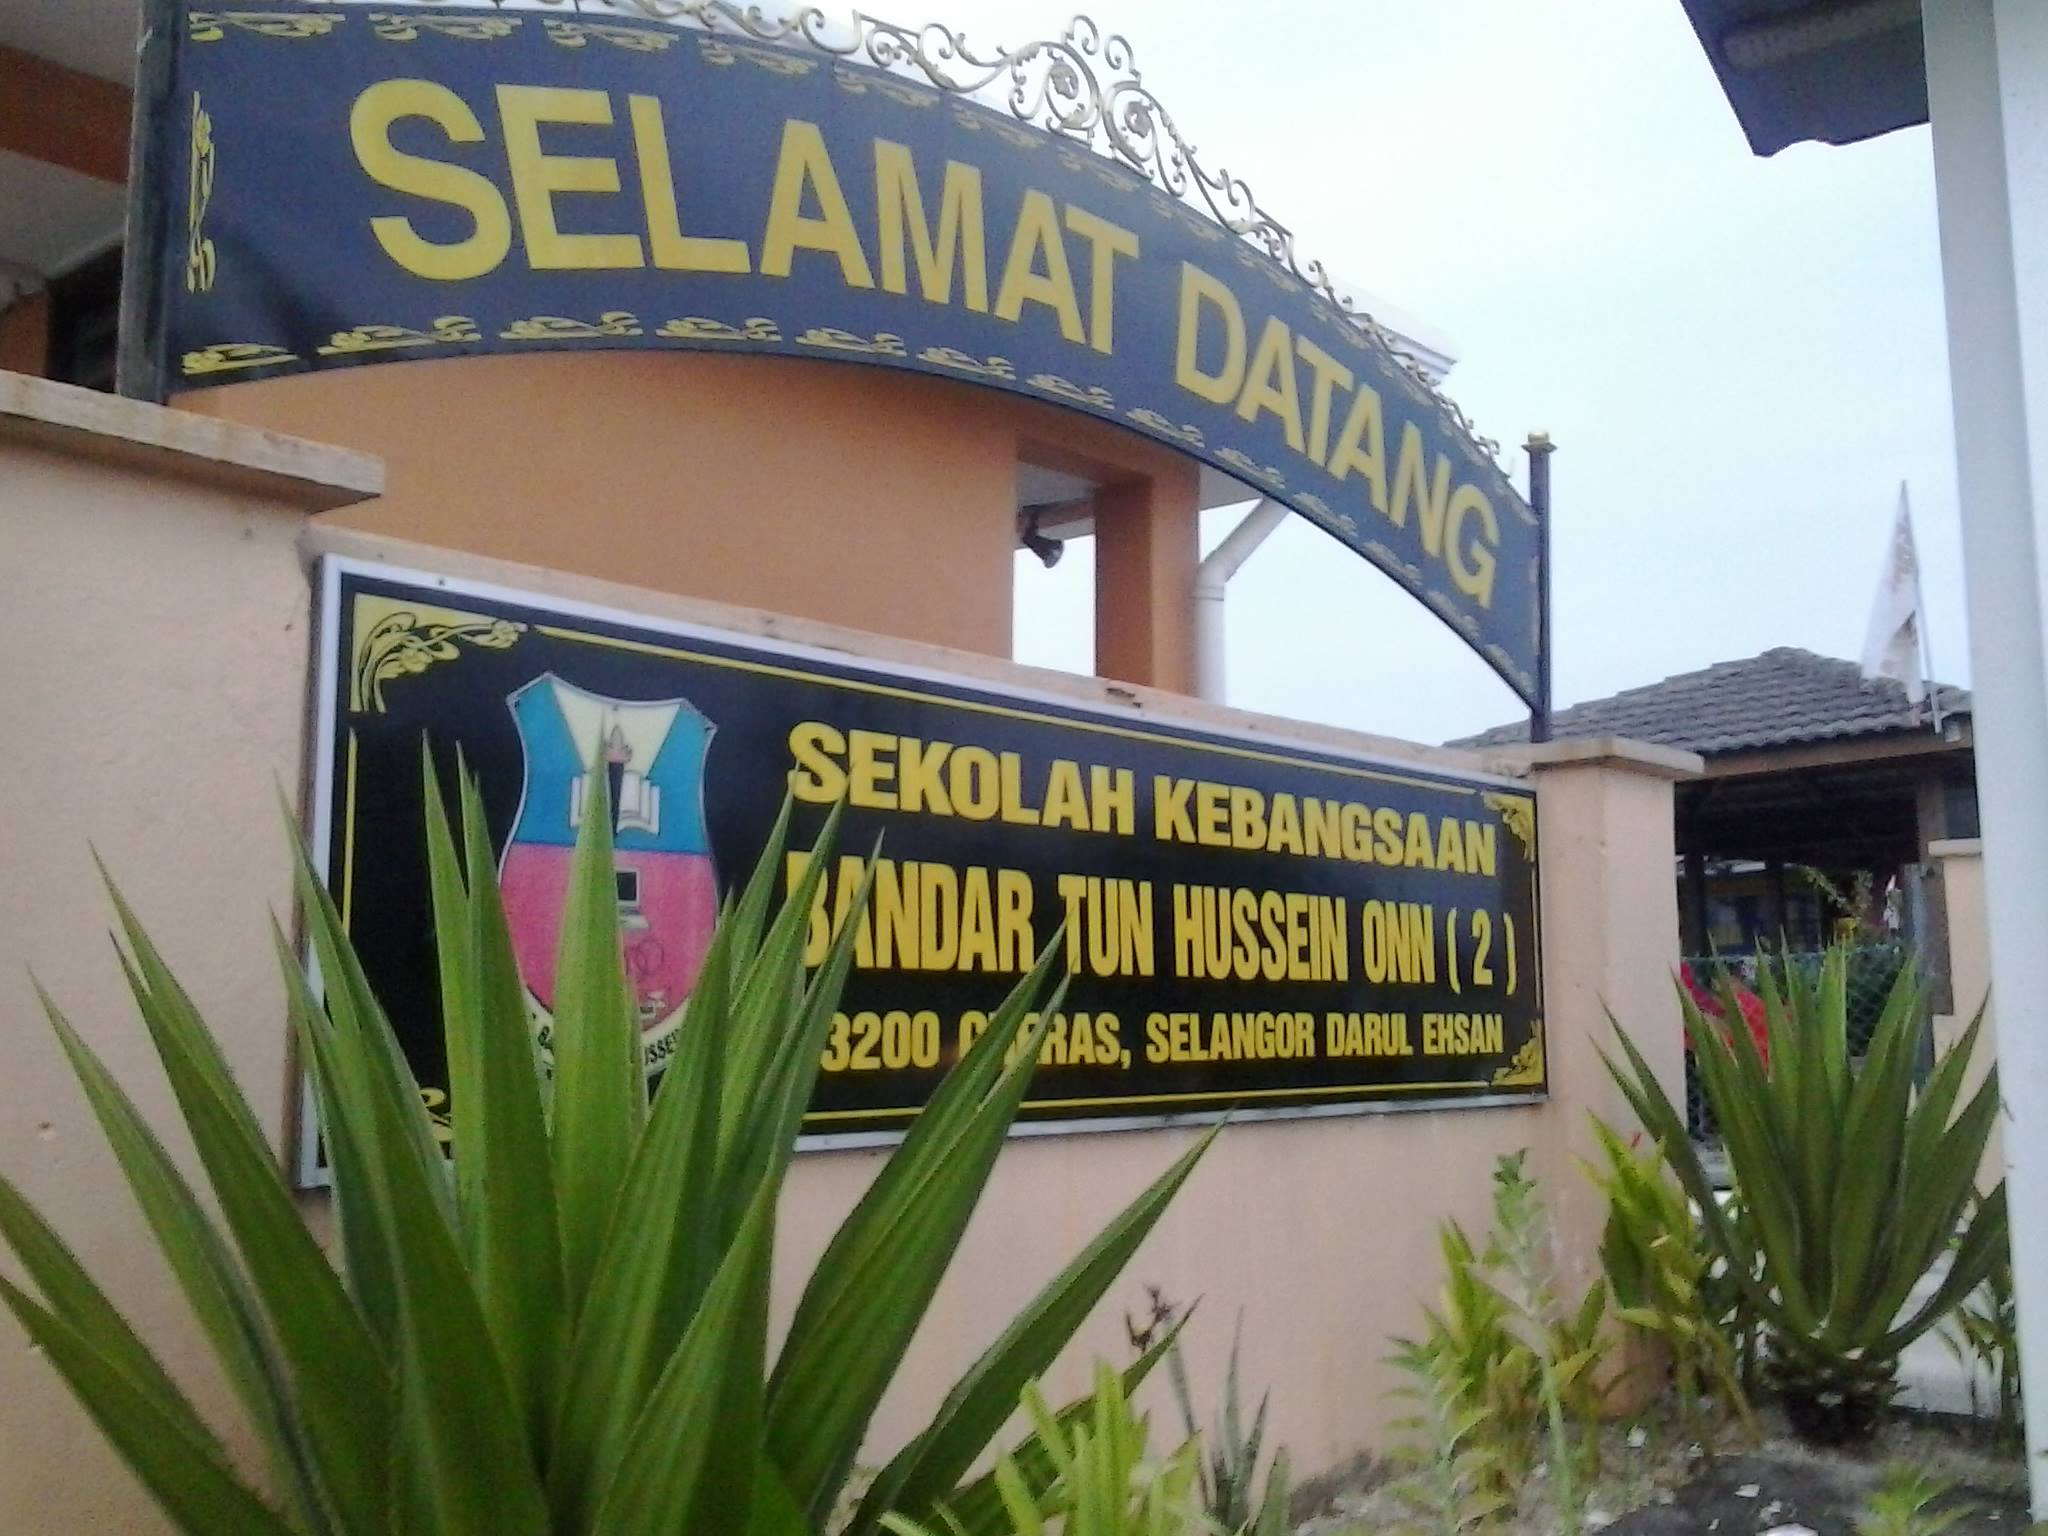 SELAMAT DATANG
SEKOLAH KEBANGSAAN
BANDAR TUN HUSSEIN ONN ( 2 )
SELANGOR DARUL EHSAN